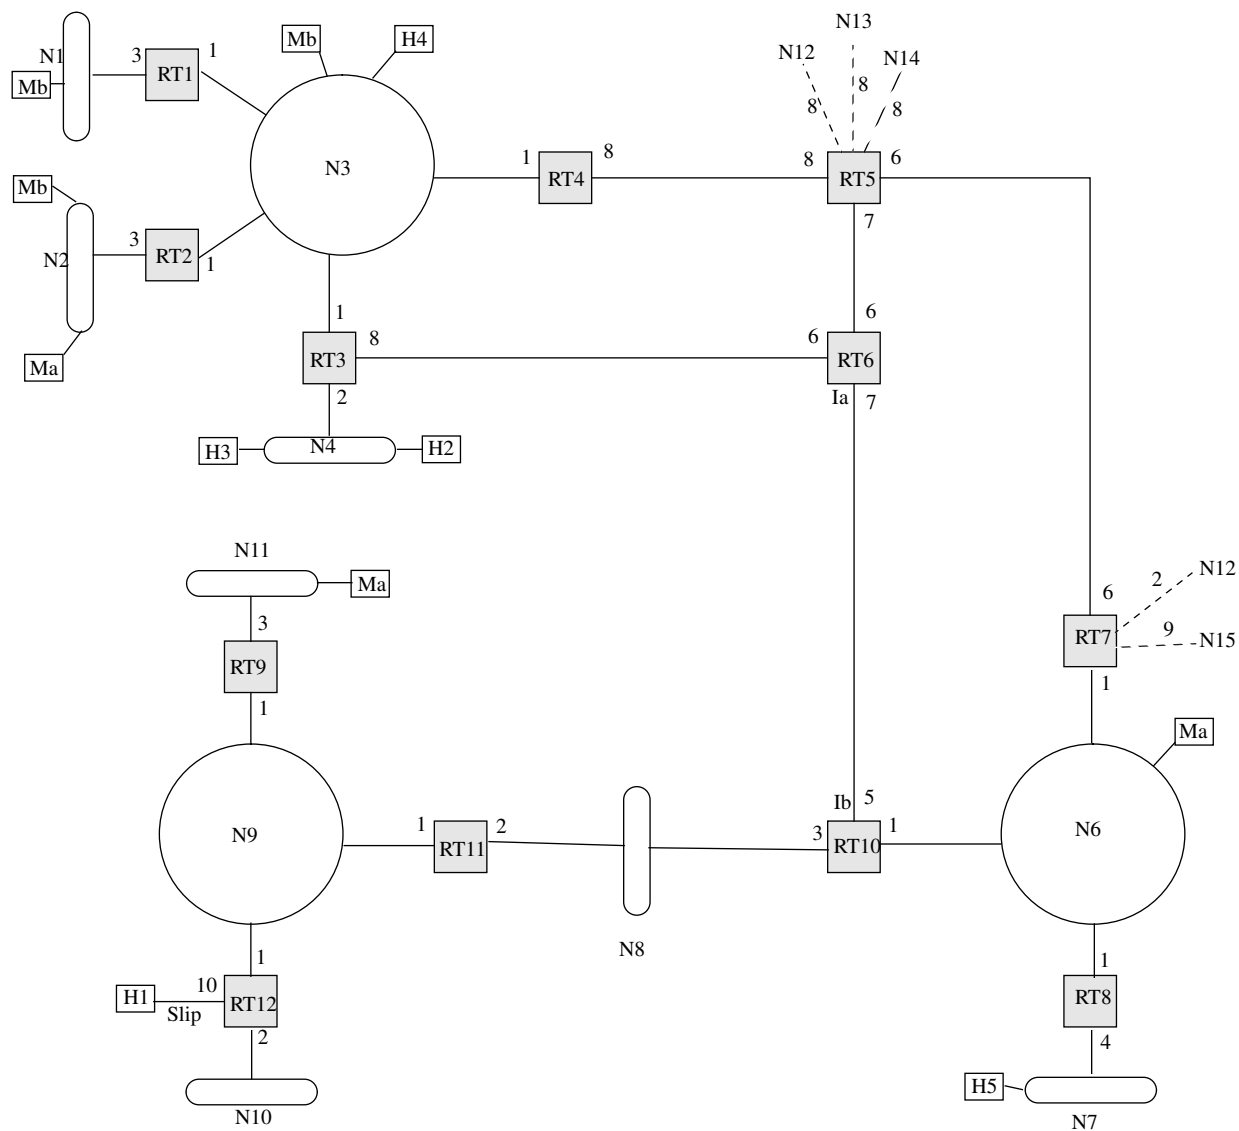 N13
Mb H4
N12 N14
N1 3 1
Mb RT1
8 8 8
N3
1 8
RT4
8 6
RT5
7
Mb
N2 3
RT2 1
Ma
1
8
RT3
2
6
6
RT6
Ia 7
H3 N4 H2
N11
Ma
3
RT9
1
2 N12
6
RT7 9 N15
1
Ma
N9
1 2
RT11
N8
Ib 5
3 1
RT10
N6
1
H1 10 RT12
Slip
2
N10
1
RT8
4
H5
N7